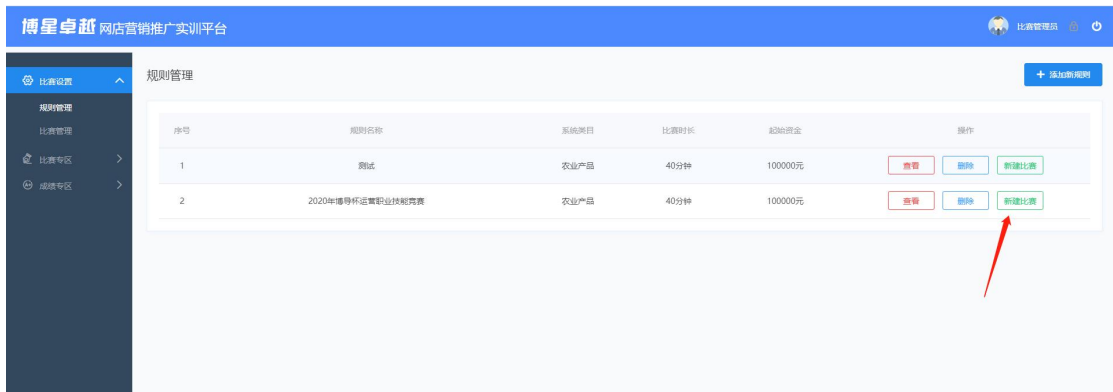 博星卓越 网店营销推广实训平台
比赛管理员
比赛设置
规则管理
比赛管理
比赛专区
成绩专区
规则管理
+ 添加新规则
序号 规则名称 系统类目 比赛时长 起始资金 操作
1 测试 农业产品 40分钟 100000元 查看 删除 新建比赛
2 2020年博导杯运营职业技能竞赛 农业产品 40分钟 100000元 查看 删除 新建比赛